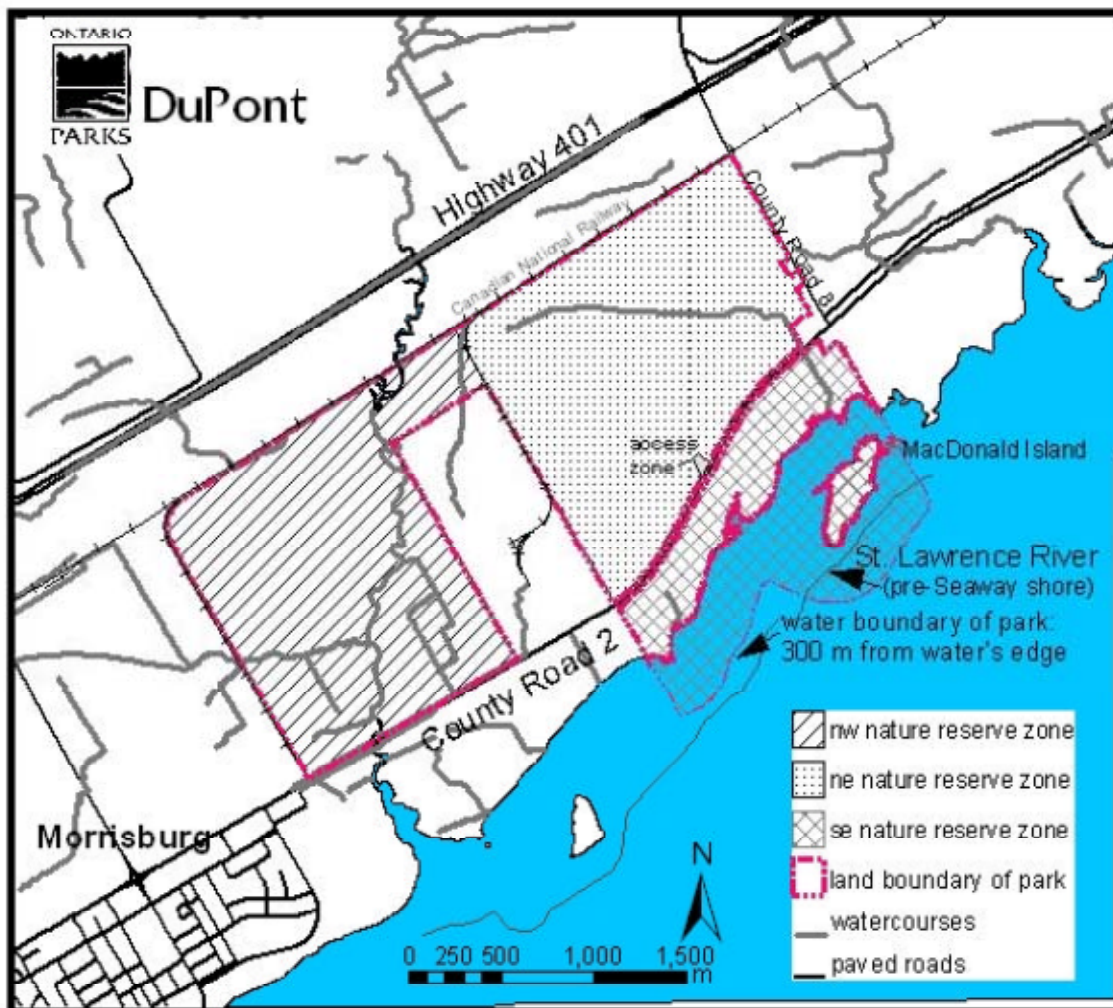 ONTARIO
PARKS
DuPont
Highway 401
Canadian National Railway
County Road 8
access
zone
MacDonald Island
St. Lawrence River
(pre-Seaway shore)
water boundary of park:
300 m from water's edge
County Road 2
Morrisburg
N
nw nature reserve zone
ne nature reserve zone
se nature reserve zone
land boundary of park
watercourses
paved roads
0 250 500 1,000 1,500
m